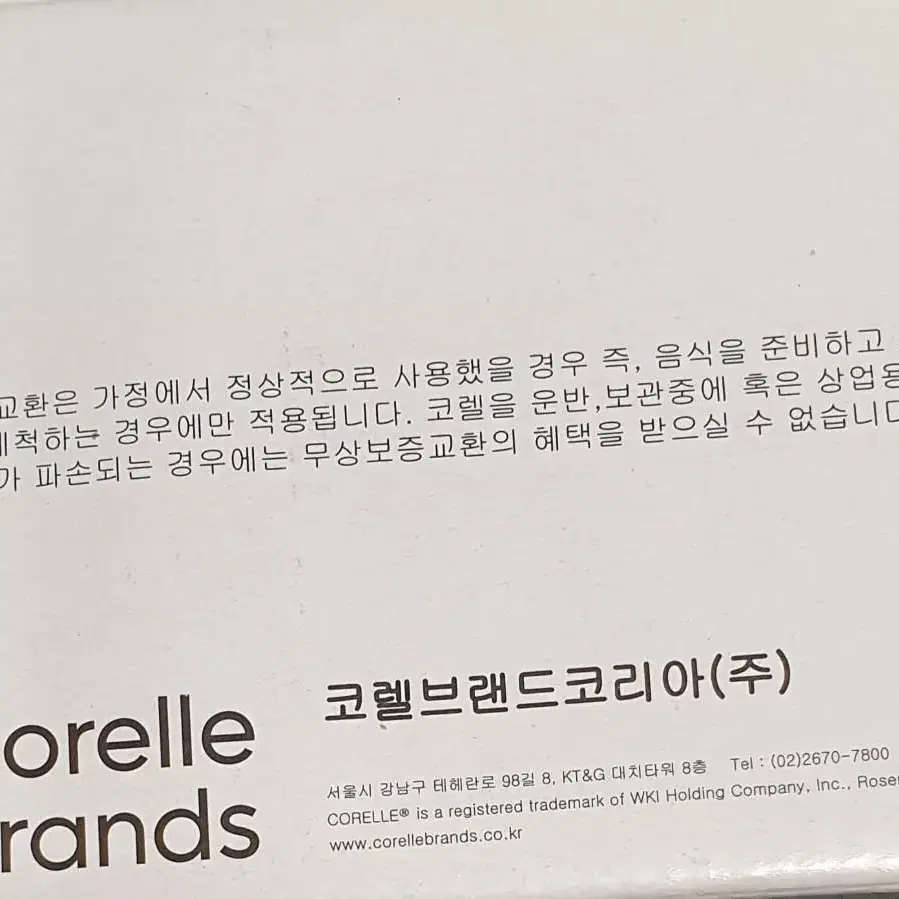 교환은 가정에서 정상적으로 사용했을 경우 즉, 음식을 준비하고
세척하는 경우에만 적용됩니다. 코렐을 운반,보관중에 혹은 상업용
가 파손되는 경우에는 무상보증교환의 혜택을 받으실 수 없습니다
orelle
rands
코렐브랜드코리아(주)
서울시 강남구 테헤란로 98길 8, KT&G 대치타워 8층 Tel : (02)2670-7800
CORELLE® is a registered trademark of WKI Holding Company, Inc.,
www.corellebrands.co.kr